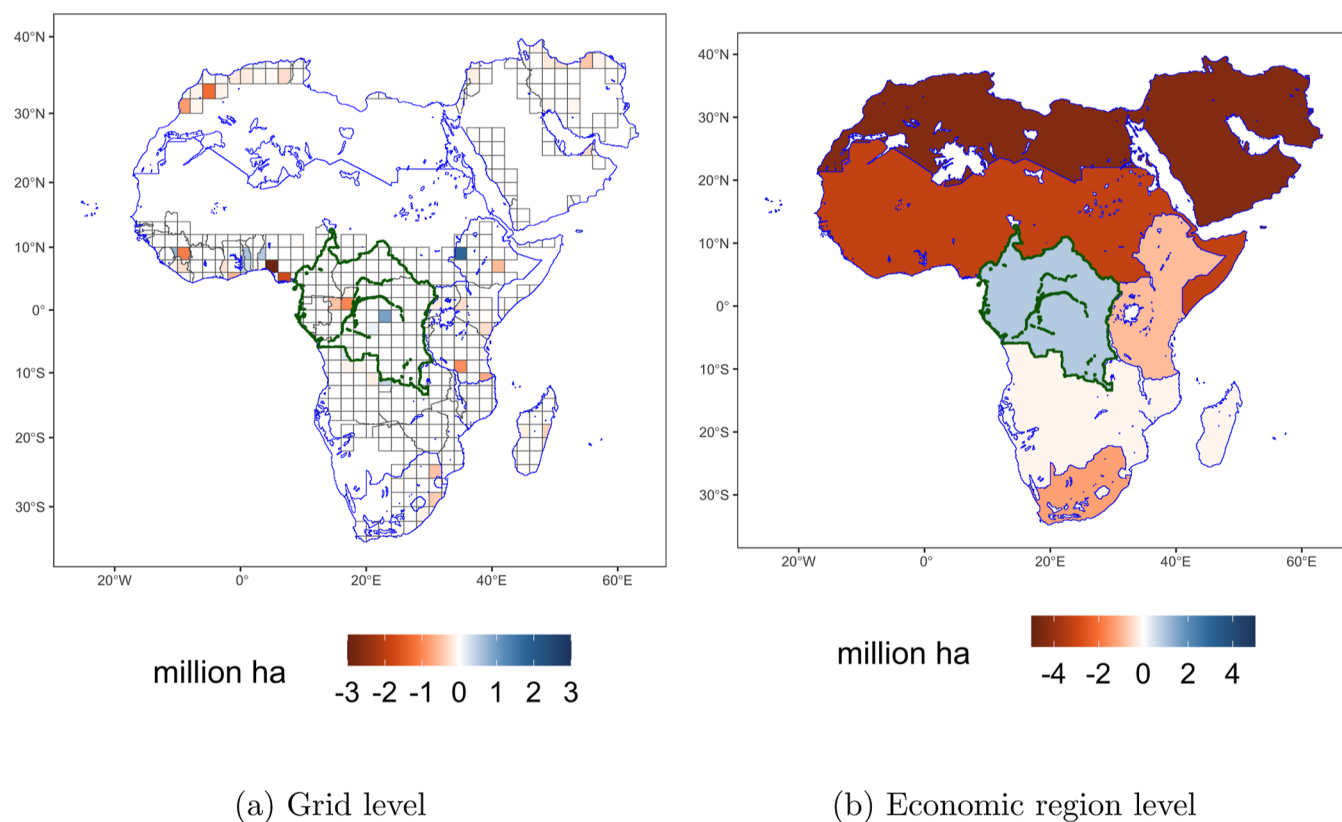 40°N
30°N
20°N
10°N
0°
10°S
20°S
30°S
20°W 0° 20°E 40°E 60°E
million ha
-3 -2 -1 0 1 2 3
(a) Grid level
40°N
30°N
20°N
10°N
0°
10°S
20°S
30°S
20°W 0° 20°E 40°E 60°E
million ha
-4 -2 0 2 4
(b) Economic region level